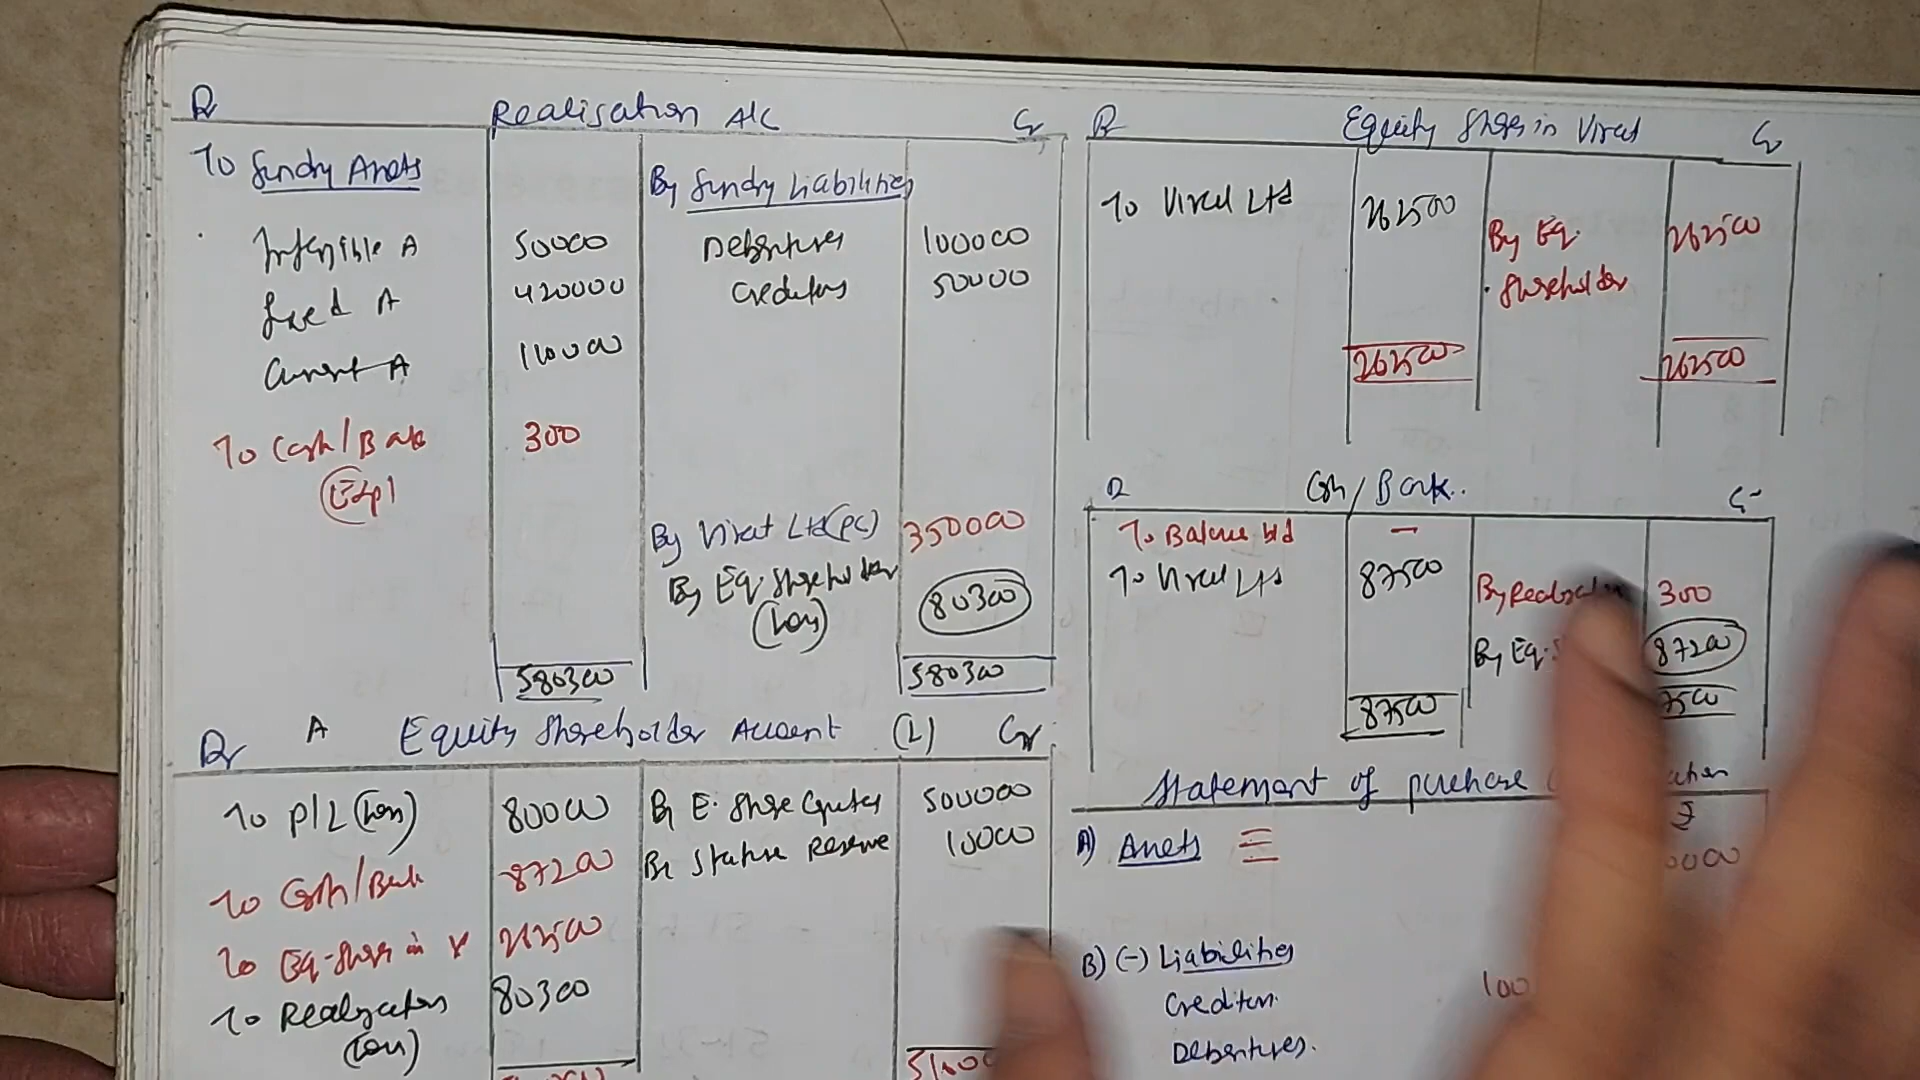 Dr Realisation A/C Cr
To Sundry Assets
By Sundry Liabilities
Intangible A 50000 Debentures 100000
Fixed A 420000 Creditors 50000
Current A 110000
To Cash/Bank 300
(Exp)
By Virat Ltd (PC) 350000
By Eq. Shareholder 80300
(Loss)
580300 580300
Dr A Equity Shareholder Account (L) Cr
To P/L (Loss) 80000 By E. Share Capital 500000
To Cash/Bank 87200 By Statue Reserve 10000
To Eq. Shares in V 262500
To Realisation 80300
(Loss)
Dr Equity Shares in Virat Cr
To Virat Ltd 262500
By Eq. 262500
Shareholder
262500 262500
Dr Cash/Bank.. Cr
To Balance b/d -
To Virat Ltd 87500
By Realisation 300
By Eq. 87200
87500
Statement of purchase
₹
A) Assets
B) (-) Liabilities
Creditors.
Debentures.